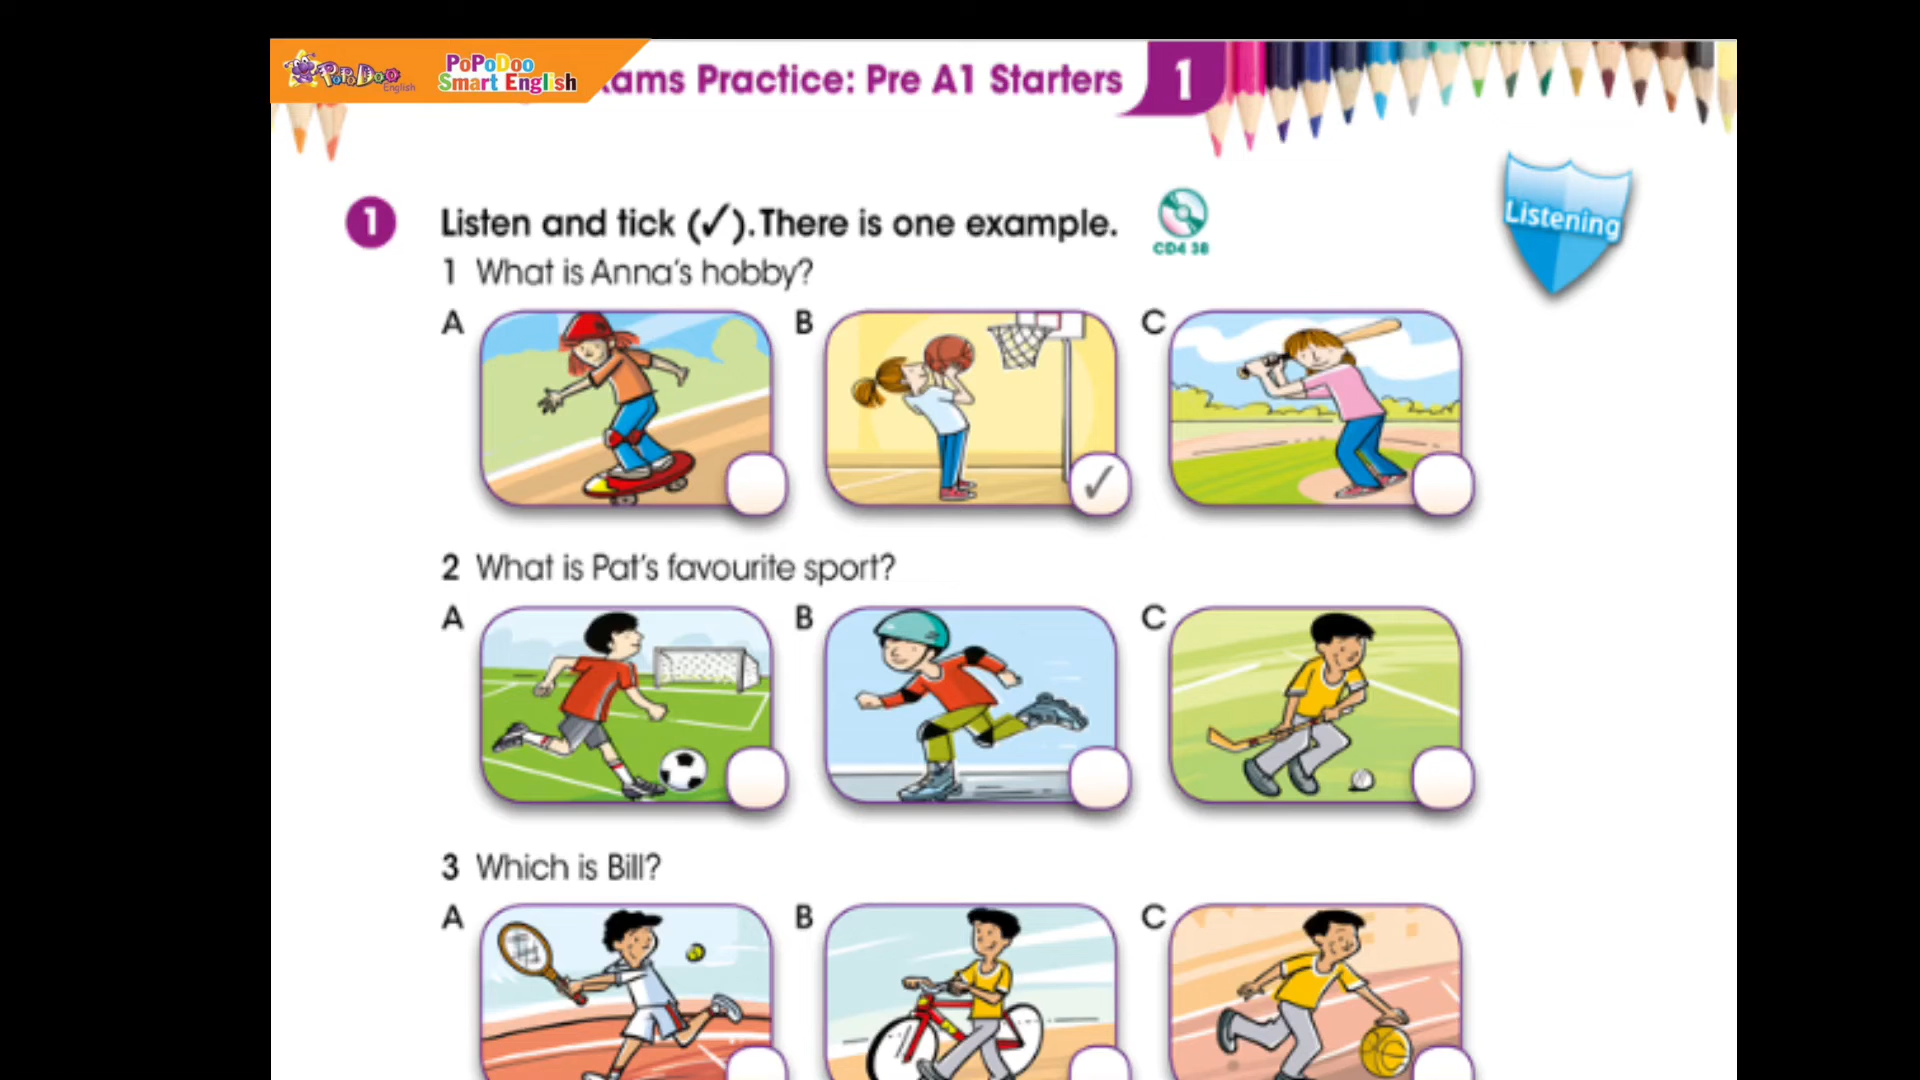 PoPoDoo
English
PoPoDoo
Smart English
ams Practice: Pre A1 Starters
1
Listening
1 Listen and tick (✓). There is one example.
CD4 38
1 What is Anna's hobby?
A B C
✓
2 What is Pat's favourite sport?
A B C
3 Which is Bill?
A B C